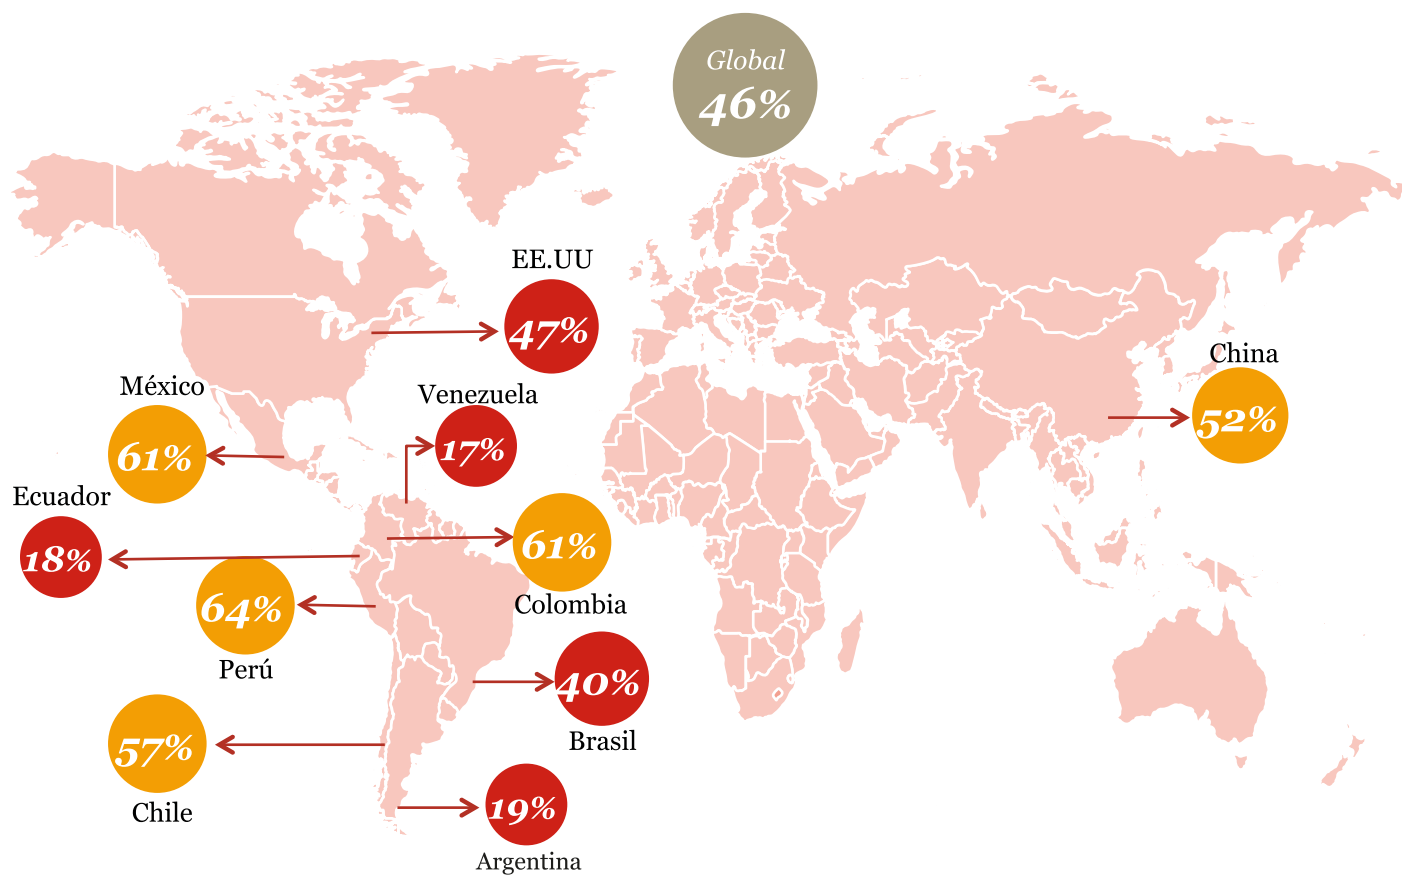 Global
46%
EE.UU
47%
China
52%
México
61%
Venezuela
17%
Ecuador
18%
61%
Colombia
64%
Perú
40%
Brasil
57%
Chile
19%
Argentina